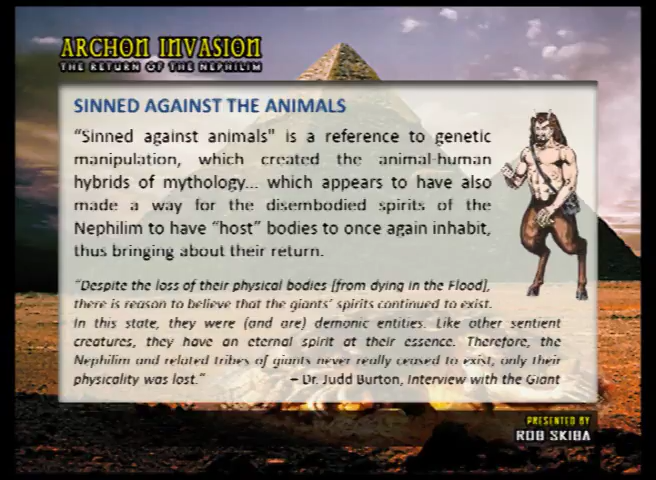 ARCHON INVASION
THE RETURN OF THE NEPHILIM
SINNED AGAINST THE ANIMALS
“Sinned against animals" is a reference to genetic
manipulation, which created the animal-human
hybrids of mythology... which appears to have also
made a way for the disembodied spirits of the
Nephilim to have “host” bodies to once again inhabit,
thus bringing about their return.
“Despite the loss of their physical bodies [from dying in the Flood],
there is reason to believe that the giants’ spirits continued to exist.
In this state, they were (and are) demonic entities. Like other sentient
creatures, they have an eternal spirit at their essence. Therefore, the
Nephilim and related tribes of giants never really ceased to exist, only their
physicality was lost.” – Dr. Judd Burton, Interview with the Giant
PRESENTED BY
ROB SKIBA